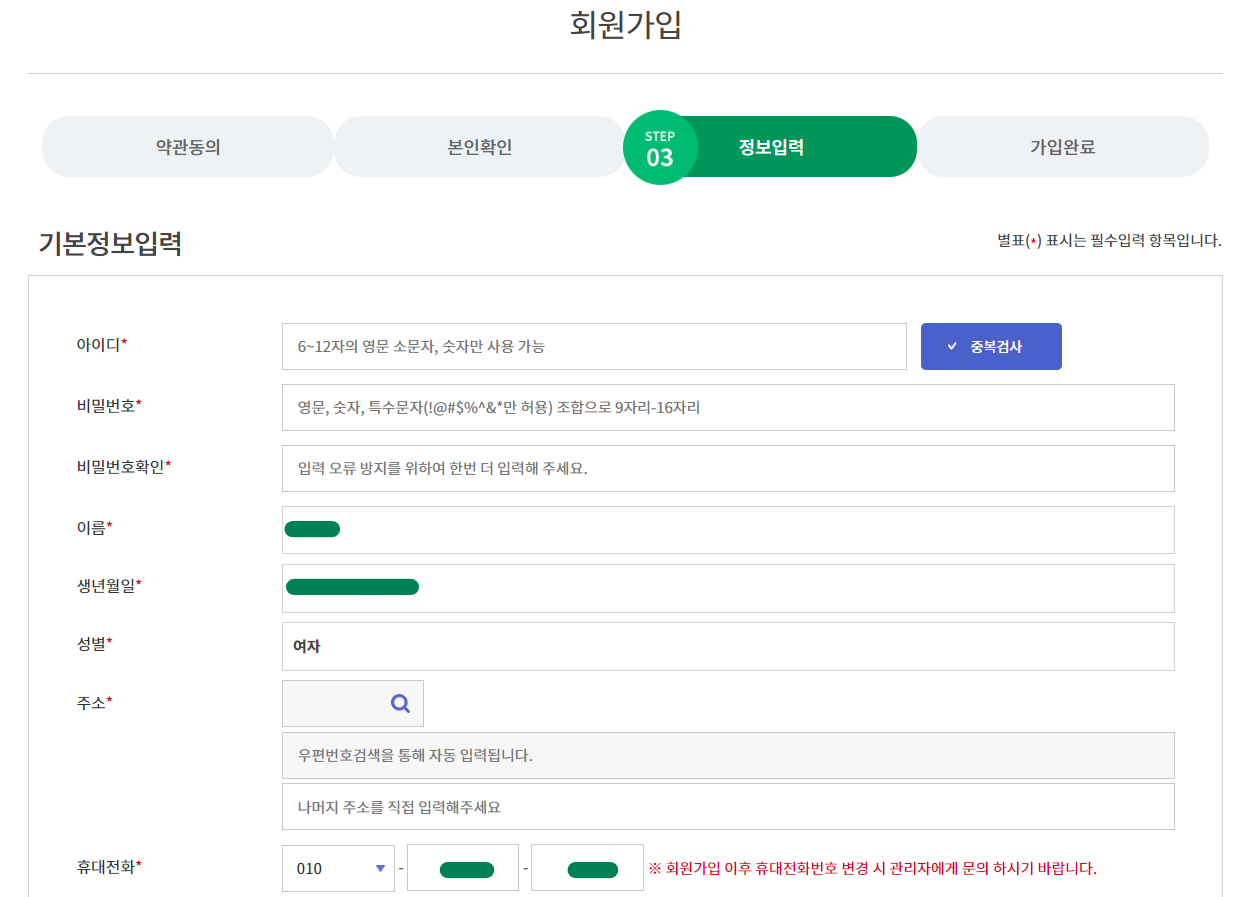 회원가입
약관동의 본인확인 STEP 03 정보입력 가입완료
기본정보입력 별표(*) 표시는 필수입력 항목입니다.
아이디* 6~12자의 영문 소문자, 숫자만 사용 가능 중복검사
비밀번호* 영문, 숫자, 특수문자(!@#$%^&*만 허용) 조합으로 9자리-16자리
비밀번호확인* 입력 오류 방지를 위하여 한번 더 입력해 주세요.
이름*
생년월일*
성별* 여자
주소*
우편번호검색을 통해 자동 입력됩니다.
나머지 주소를 직접 입력해주세요
휴대전화* 010 - - ※ 회원가입 이후 휴대전화번호 변경 시 관리자에게 문의 하시기 바랍니다.